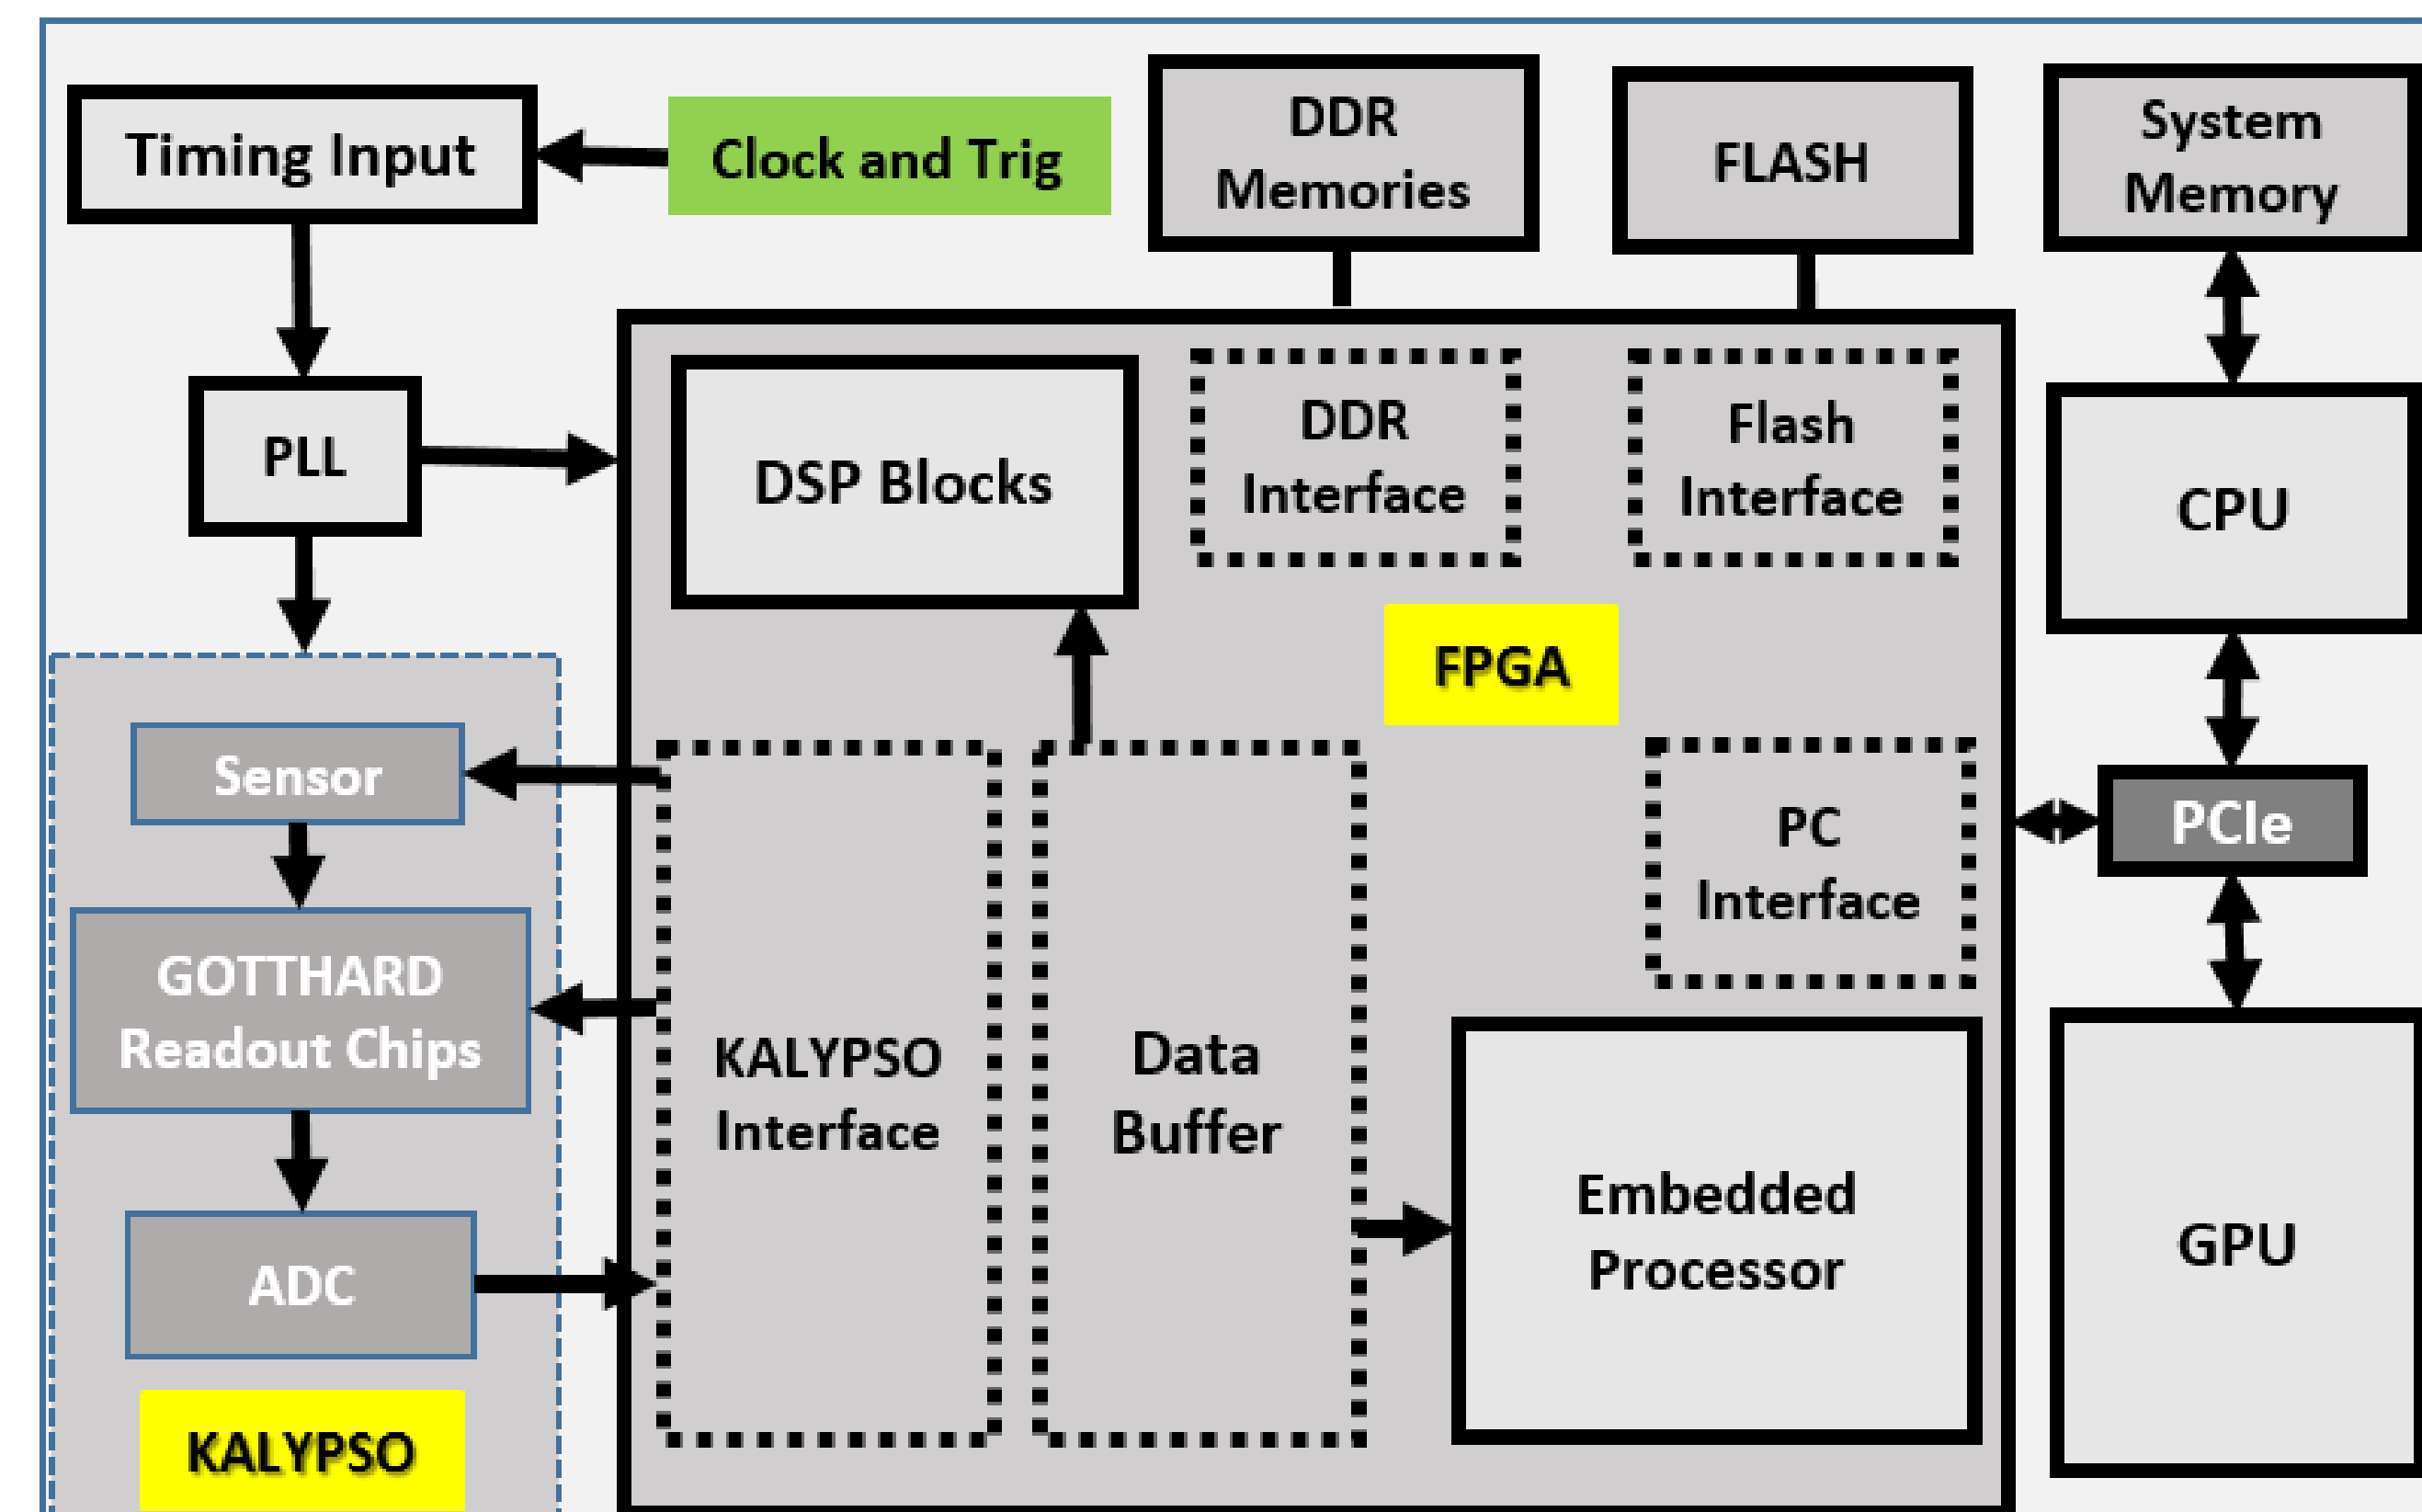 Timing Input
Clock and Trig
DDR
Memories
FLASH
System
Memory
PLL
DSP Blocks
DDR
Interface
Flash
Interface
CPU
FPGA
Sensor
GOTTHARD
Readout Chips
ADC
KALYPSO
KALYPSO
Interface
Data
Buffer
PC
Interface
PCIe
Embedded
Processor
GPU